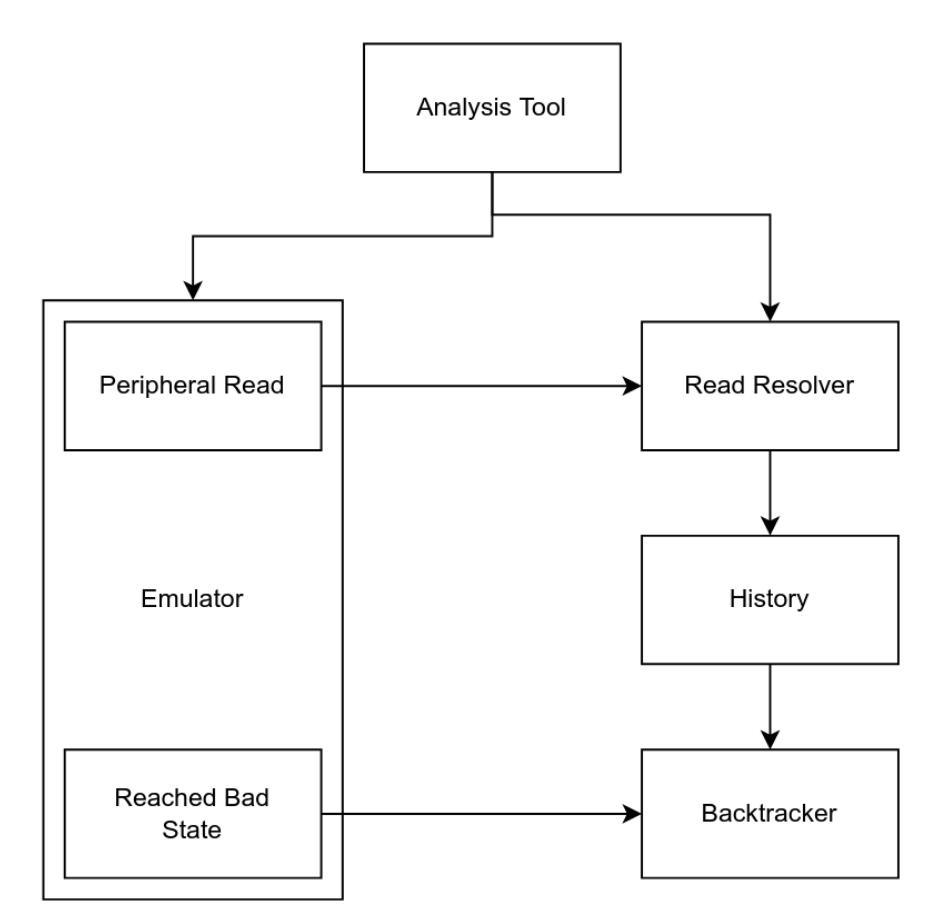 Analysis Tool
Peripheral Read
Read Resolver
Emulator
History
Reached Bad
State
Backtracker